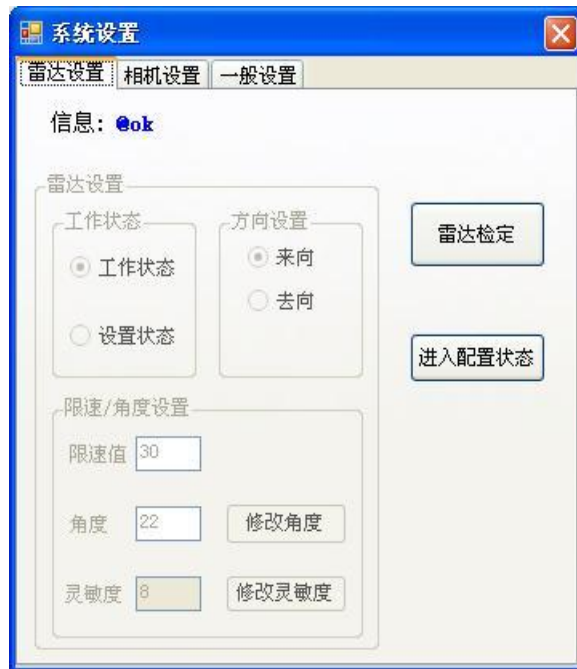 系统设置
雷达设置 相机设置 一般设置
信息: @ok
雷达设置
工作状态 方向设置
工作状态 来向
去向
设置状态
雷达检定
进入配置状态
限速/角度设置
限速值 30
角度 22 修改角度
灵敏度 8 修改灵敏度